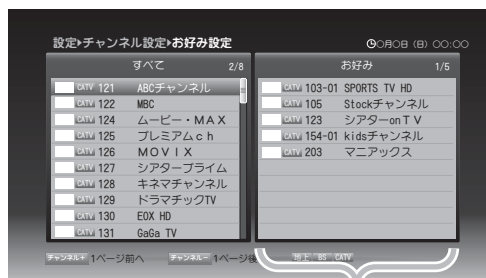 設定▸チャンネル設定▸お好み設定
○月○日 (日) 00:00
すべて 2/8
CATV 121 ABCチャンネル
CATV 122 MBC
CATV 124 ムービー・MAX
CATV 125 プレミアムch
CATV 126 MOVIX
CATV 127 シアタープライム
CATV 128 キネマチャンネル
CATV 129 ドラマチックTV
CATV 130 EOX HD
CATV 131 GaGa TV
お好み 1/5
CATV 103-01 SPORTS TV HD
CATV 105 Stockチャンネル
CATV 123 シアターonTV
CATV 154-01 kidsチャンネル
CATV 203 マニアックス
チャンネル+ 1ページ前へ チャンネル- 1ページ後 地上 BS CATV